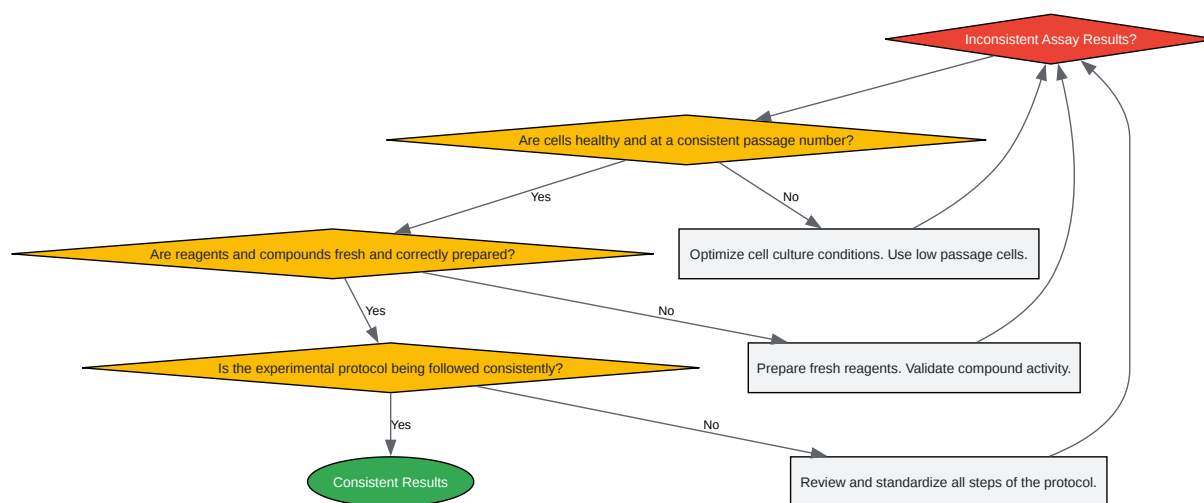 Inconsistent Assay Results?
Are cells healthy and at a consistent passage number?
Yes
No
Are reagents and compounds fresh and correctly prepared?
Optimize cell culture conditions. Use low passage cells.
Yes
No
Is the experimental protocol being followed consistently?
Prepare fresh reagents. Validate compound activity.
Yes
No
Consistent Results
Review and standardize all steps of the protocol.